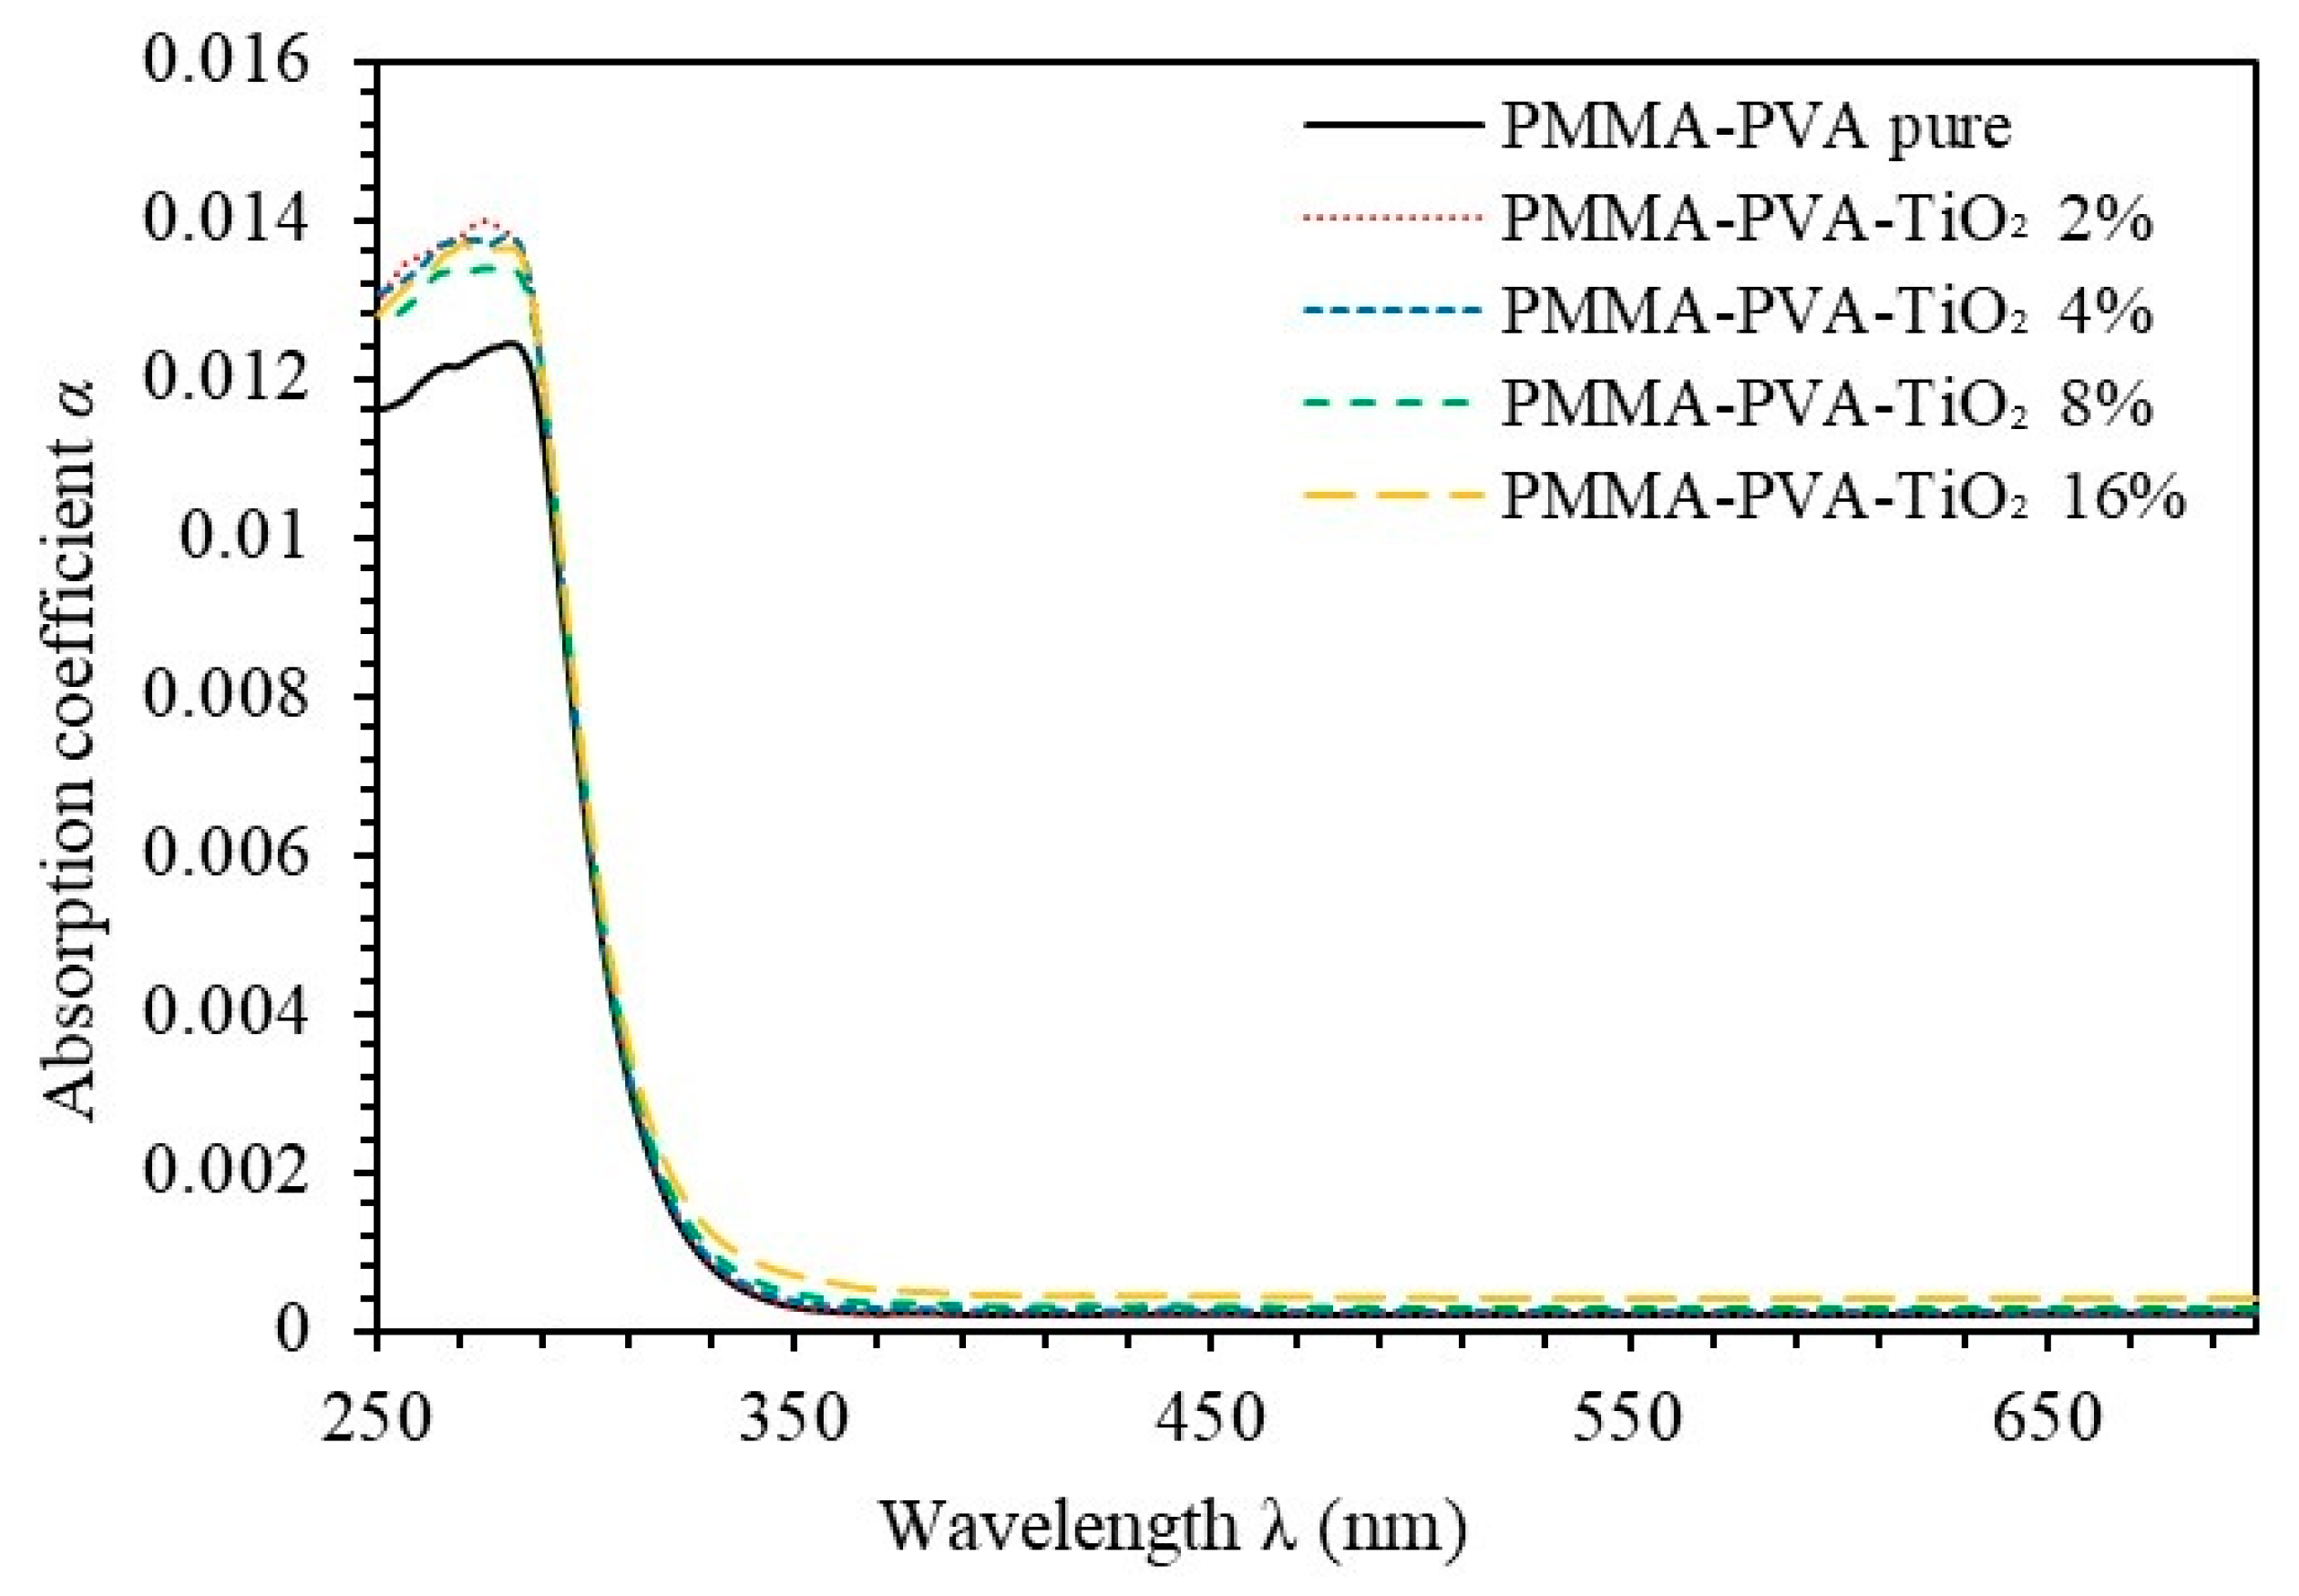 0.016
0.014
0.012
0.01
0.008
0.006
0.004
0.002
0
Absorption coefficient α
PMMA-PVA pure
PMMA-PVA-TiO₂ 2%
PMMA-PVA-TiO₂ 4%
PMMA-PVA-TiO₂ 8%
PMMA-PVA-TiO₂ 16%
250 350 450 550 650
Wavelength λ (nm)